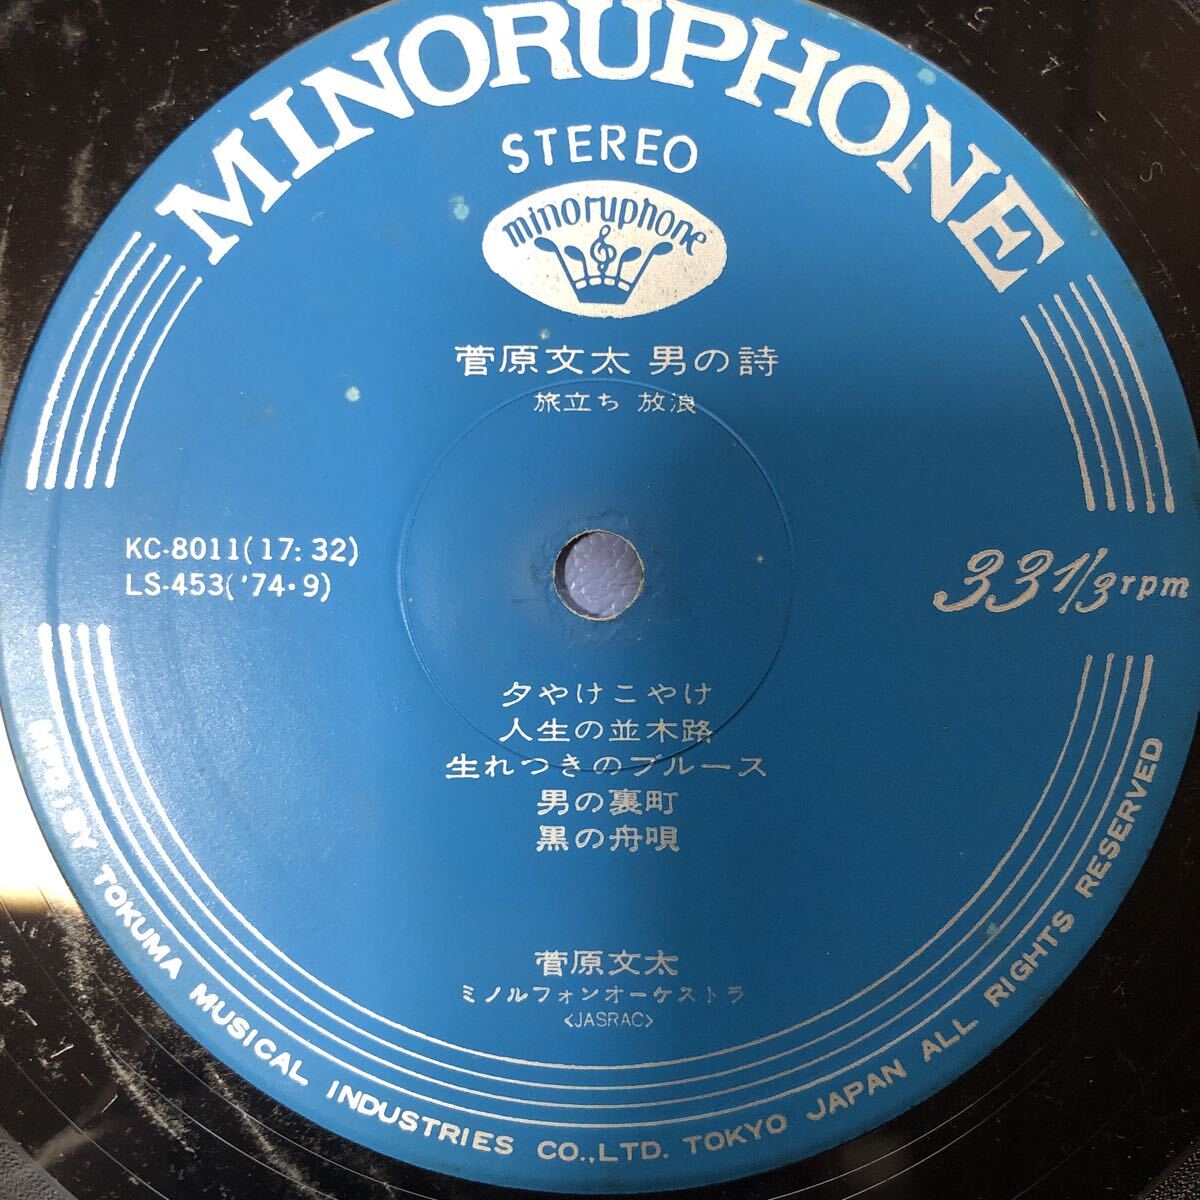 MINORUPHONE
STEREO
minoruphone
菅原文太 男の詩
旅立ち 放浪
KC-8011(17:32)
LS-453('74・9)
33 1/3 rpm
夕やけこやけ
人生の並木路
生れつきのブルース
男の裏町
黒の舟唄
菅原文太
ミノルフォンオーケストラ
<JASRAC>
MFD. BY TOKUMA MUSICAL INDUSTRIES CO., LTD. TOKYO JAPAN ALL RIGHTS RESERVED